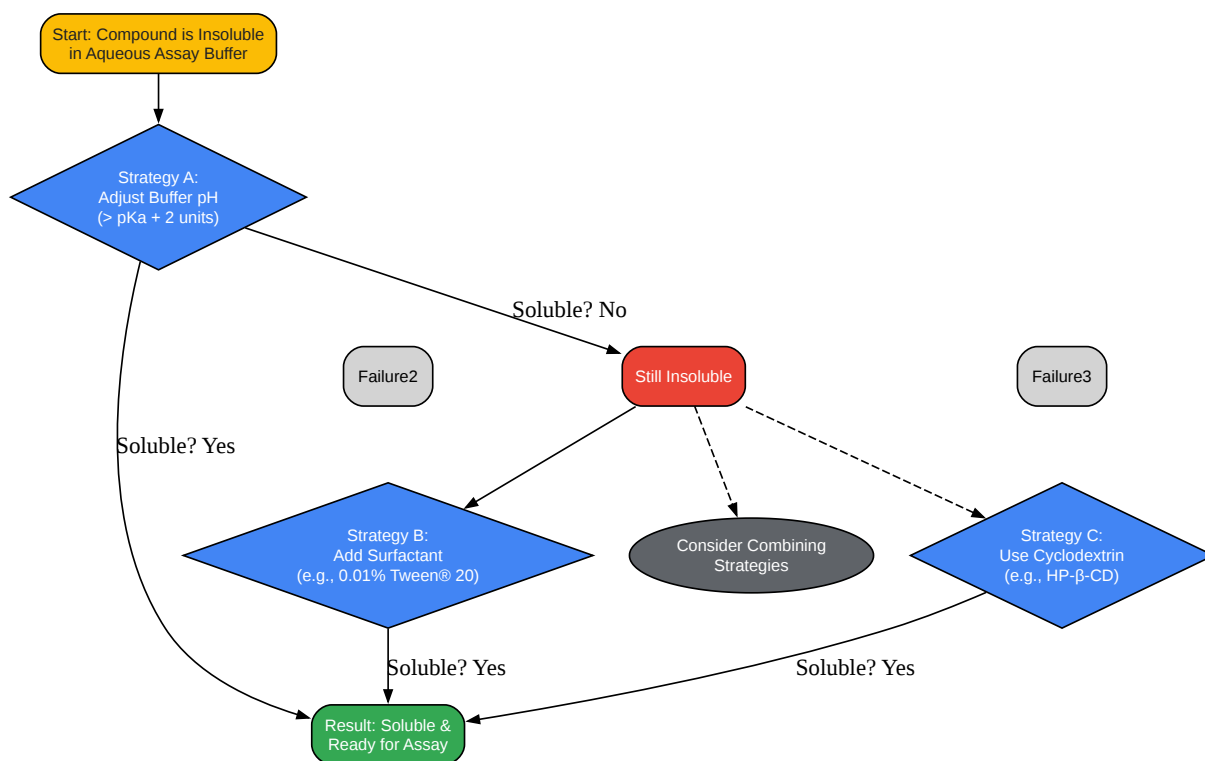 Start: Compound is Insoluble
in Aqueous Assay Buffer
Strategy A:
Adjust Buffer pH
(> pKa + 2 units)
Soluble? No
Failure2
Still Insoluble
Failure3
Soluble? Yes
Strategy B:
Add Surfactant
(e.g., 0.01% Tween® 20)
Consider Combining
Strategies
Strategy C:
Use Cyclodextrin
(e.g., HP-β-CD)
Soluble? Yes
Soluble? Yes
Result: Soluble &
Ready for Assay